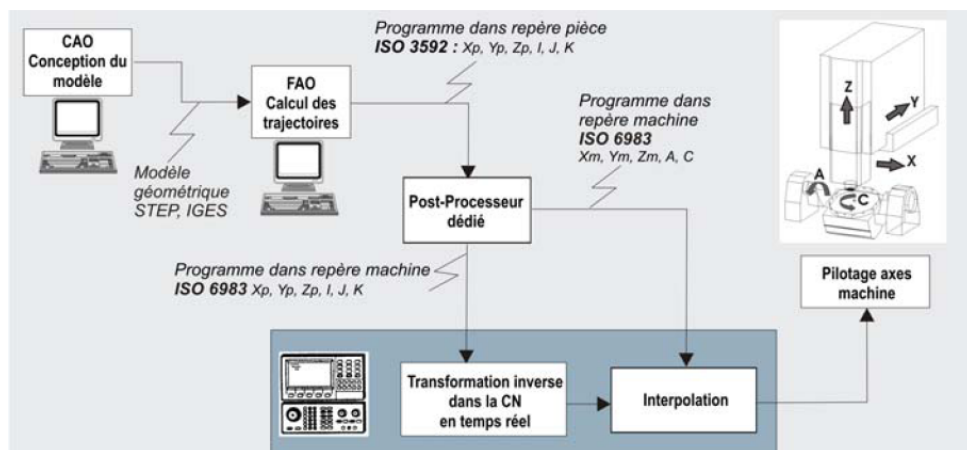 CAO
Conception du
modèle
FAO
Calcul des
trajectoires
Modèle
géométrique
STEP, IGES
Programme dans repère pièce
ISO 3592 : Xp, Yp, Zp, I, J, K
Programme dans
repère machine
ISO 6983
Xm, Ym, Zm, A, C
Post-Processeur
dédié
Programme dans repère machine
ISO 6983 Xp, Yp, Zp, I, J, K
Z
Y
X
A
C
Pilotage axes
machine
Transformation inverse
dans la CN
en temps réel
Interpolation